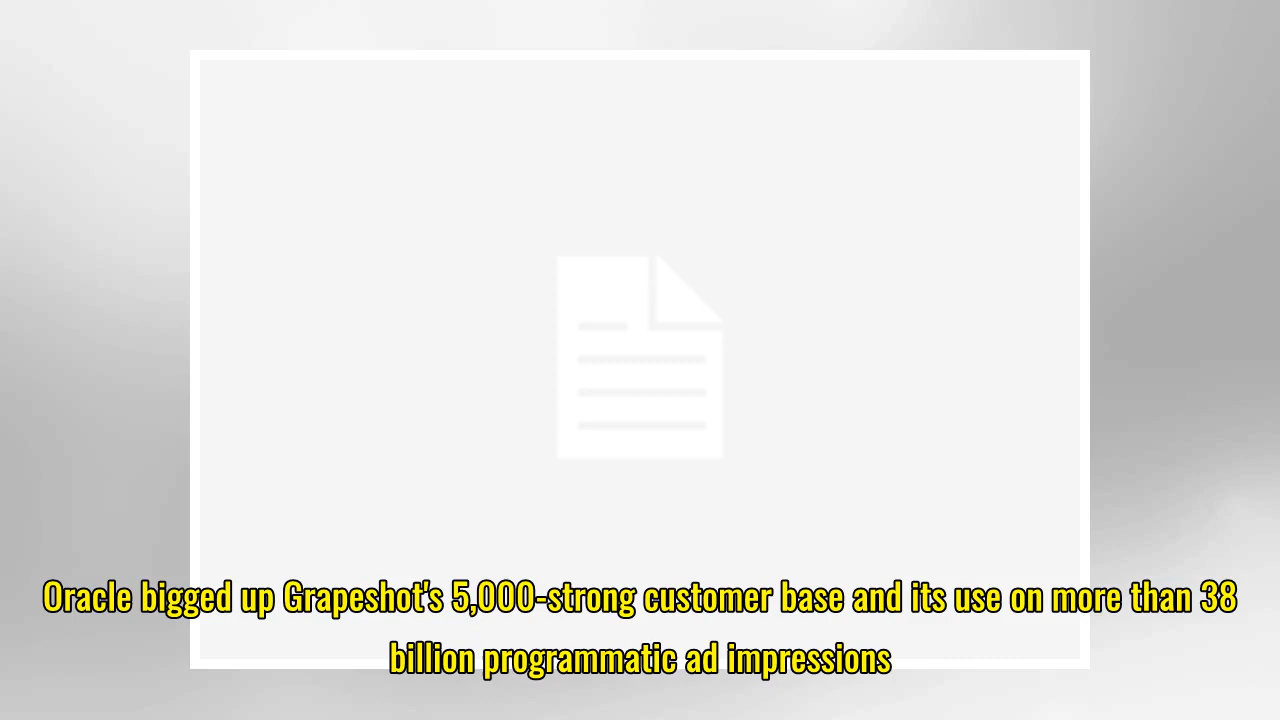 Oracle bigged up Grapeshot's 5,000-strong customer base and its use on more than 38
billion programmatic ad impressions